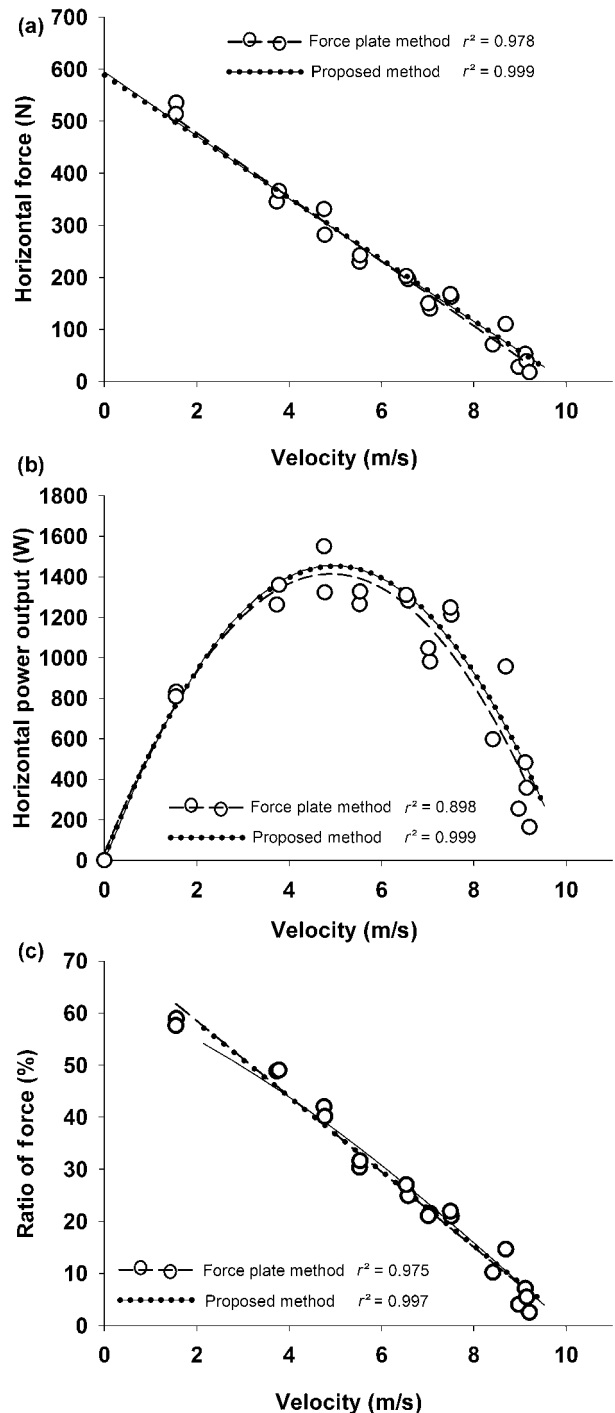 (a)
700
600
500
400
300
200
100
0
Horizontal force (N)
Force plate method r² = 0.978
Proposed method r² = 0.999
0 2 4 6 8 10
Velocity (m/s)
(b)
1800
1600
1400
1200
1000
800
600
400
200
0
Horizontal power output (W)
Force plate method r² = 0.898
Proposed method r² = 0.999
0 2 4 6 8 10
Velocity (m/s)
(c)
70
60
50
40
30
20
10
0
Ratio of force (%)
Force plate method r² = 0.975
Proposed method r² = 0.997
0 2 4 6 8 10
Velocity (m/s)